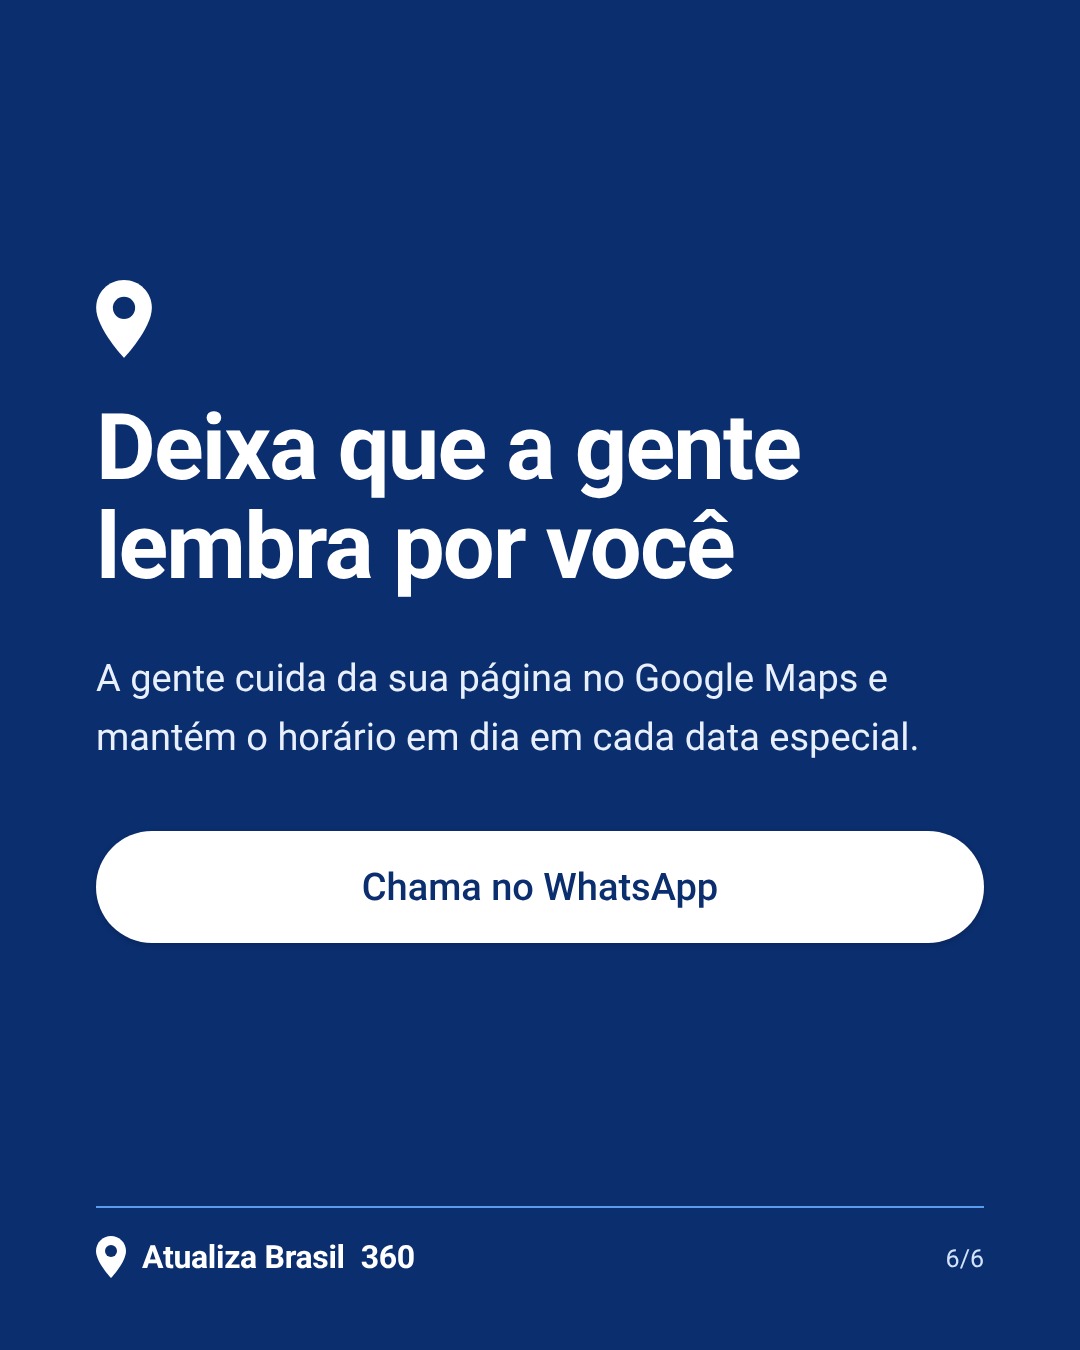 Deixa que a gente
lembra por você
A gente cuida da sua página no Google Maps e
mantém o horário em dia em cada data especial.
Chama no WhatsApp
Atualiza Brasil 360
6/6